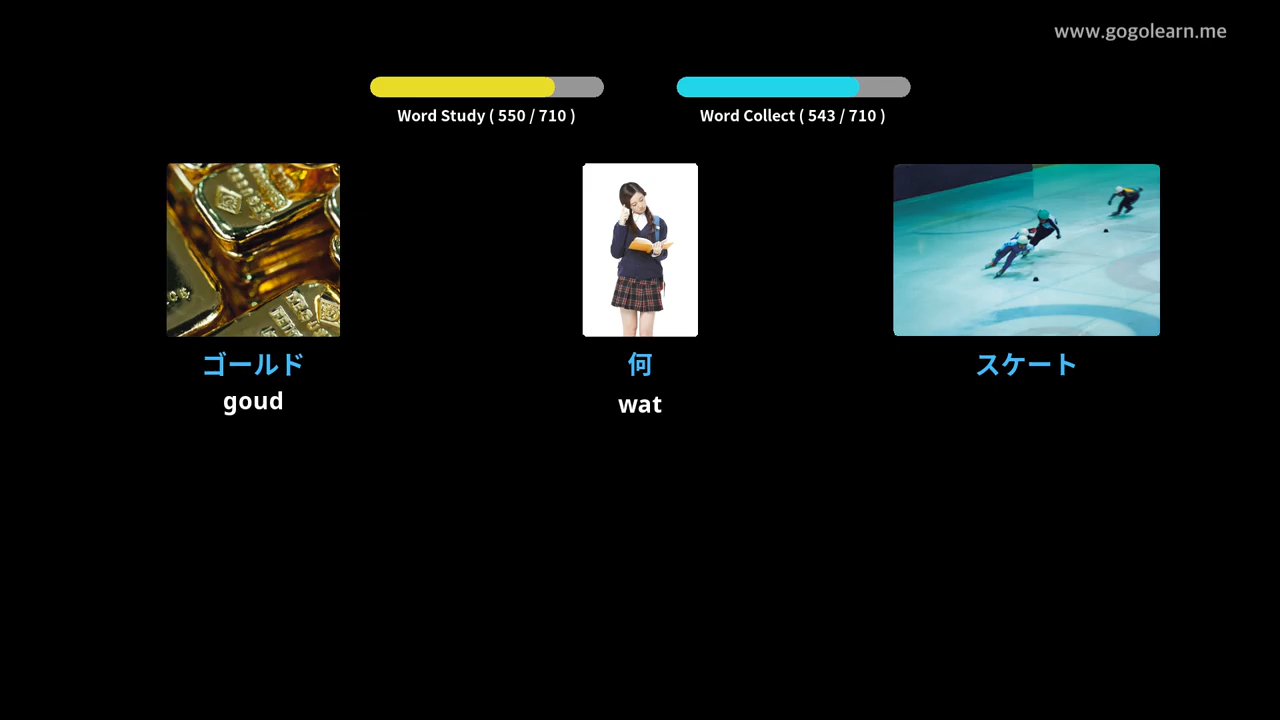 www.gogolearn.me
Word Study ( 550 / 710 )
Word Collect ( 543 / 710 )
ゴールド
何
スケート
goud
wat